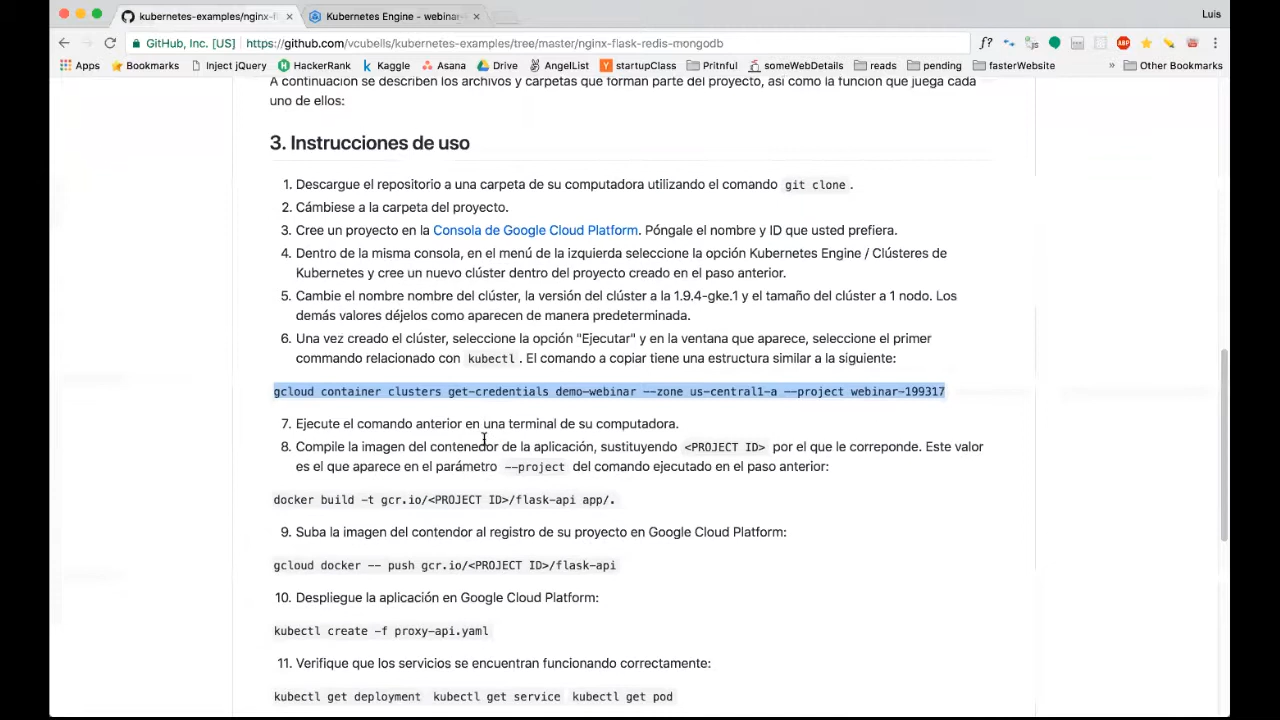 kubernetes-examples/nginx-fl
Kubernetes Engine - webinar-
Luis
GitHub, Inc. [US]
https://github.com/vcubells/kubernetes-examples/tree/master/nginx-flask-redis-mongodb
f?
ABP
Apps
Bookmarks
Inject jQuery
HackerRank
Kaggle
Asana
Drive
AngelList
startupClass
Pritnful
someWebDetails
reads
pending
fasterWebsite
»
Other Bookmarks
A continuación se describen los archivos y carpetas que forman parte del proyecto, así como la función que juega cada
uno de ellos:
3. Instrucciones de uso
1. Descargue el repositorio a una carpeta de su computadora utilizando el comando git clone .
2. Cámbiese a la carpeta del proyecto.
3. Cree un proyecto en la Consola de Google Cloud Platform. Póngale el nombre y ID que usted prefiera.
4. Dentro de la misma consola, en el menú de la izquierda seleccione la opción Kubernetes Engine / Clústeres de
Kubernetes y cree un nuevo clúster dentro del proyecto creado en el paso anterior.
5. Cambie el nombre nombre del clúster, la versión del clúster a la 1.9.4-gke.1 y el tamaño del clúster a 1 nodo. Los
demás valores déjelos como aparecen de manera predeterminada.
6. Una vez creado el clúster, seleccione la opción "Ejecutar" y en la ventana que aparece, seleccione el primer
commando relacionado con kubectl . El comando a copiar tiene una estructura similar a la siguiente:
gcloud container clusters get-credentials demo-webinar --zone us-central1-a --project webinar-199317
7. Ejecute el comando anterior en una terminal de su computadora.
8. Compile la imagen del contenedor de la aplicación, sustituyendo <PROJECT ID> por el que le correponde. Este valor
es el que aparece en el parámetro --project del comando ejecutado en el paso anterior:
docker build -t gcr.io/<PROJECT ID>/flask-api app/.
9. Suba la imagen del contendor al registro de su proyecto en Google Cloud Platform:
gcloud docker -- push gcr.io/<PROJECT ID>/flask-api
10. Despliegue la aplicación en Google Cloud Platform:
kubectl create -f proxy-api.yaml
11. Verifique que los servicios se encuentran funcionando correctamente:
kubectl get deployment kubectl get service kubectl get pod